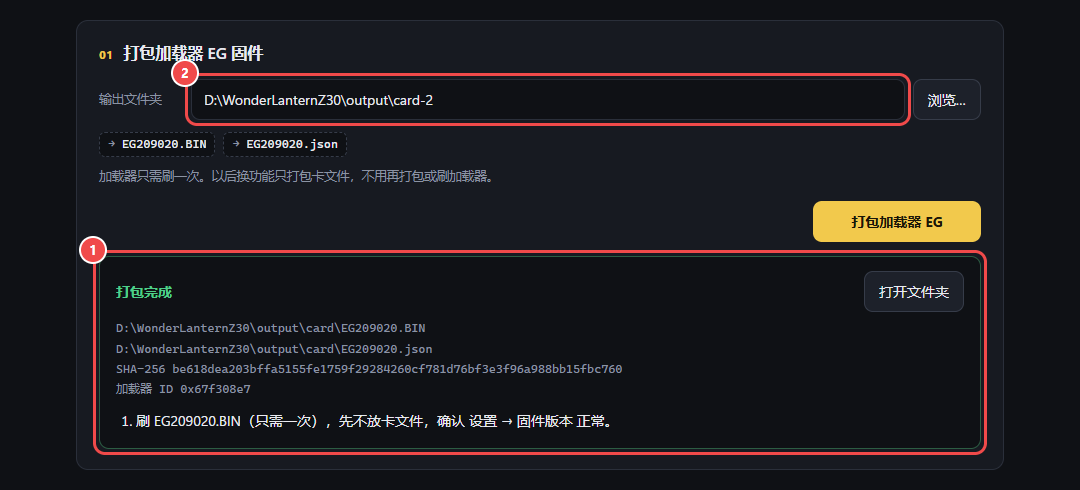 01 打包加载器 EG 固件
2
输出文件夹 D:\WonderLanternZ30\output\card-2 浏览...
→ EG209020.BIN → EG209020.json
加载器只需刷一次。以后换功能只打包卡文件，不用再打包或刷加载器。
打包加载器 EG
1
打包完成 打开文件夹
D:\WonderLanternZ30\output\card\EG209020.BIN
D:\WonderLanternZ30\output\card\EG209020.json
SHA-256 be618dea203bffa5155fe1759f29284260cf781d76bf3e3f96a988bb15fbc760
加载器 ID 0x67f308e7
1. 刷 EG209020.BIN（只需一次），先不放卡文件，确认 设置 → 固件版本 正常。